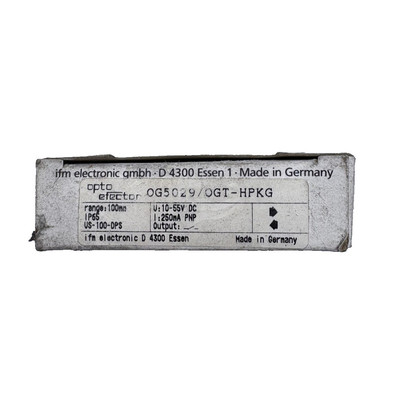 ifm electronic gmbh · D 4300 Essen 1 · Made in Germany
opto efector OG5029/OGT-HPKG
range:100mm U:10-55V DC
IP65 I:250mA PNP
US-100-DPS Output:
ifm electronic D 4300 Essen Made in Germany